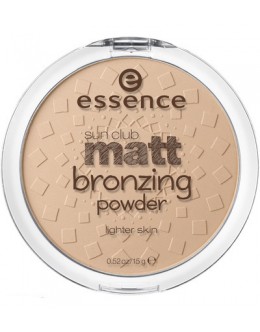 essence
sun club
matt
bronzing
powder
lighter skin
0.52oz/15g ℮